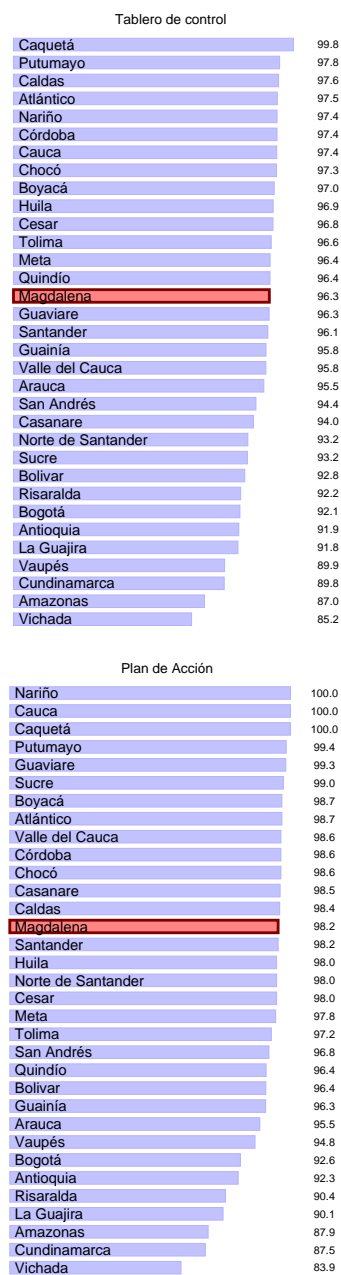 Tablero de control
Caquetá 99.8
Putumayo 97.8
Caldas 97.6
Atlántico 97.5
Nariño 97.4
Córdoba 97.4
Cauca 97.4
Chocó 97.3
Boyacá 97.0
Huila 96.9
Cesar 96.8
Tolima 96.6
Meta 96.4
Quindío 96.4
Magdalena 96.3
Guaviare 96.3
Santander 96.1
Guainía 95.8
Valle del Cauca 95.8
Arauca 95.5
San Andrés 94.4
Casanare 94.0
Norte de Santander 93.2
Sucre 93.2
Bolivar 92.8
Risaralda 92.2
Bogotá 92.1
Antioquia 91.9
La Guajira 91.8
Vaupés 89.9
Cundinamarca 89.8
Amazonas 87.0
Vichada 85.2
Plan de Acción
Nariño 100.0
Cauca 100.0
Caquetá 100.0
Putumayo 99.4
Guaviare 99.3
Sucre 99.0
Boyacá 98.7
Atlántico 98.7
Valle del Cauca 98.6
Córdoba 98.6
Chocó 98.6
Casanare 98.5
Caldas 98.4
Magdalena 98.2
Santander 98.2
Huila 98.0
Norte de Santander 98.0
Cesar 98.0
Meta 97.8
Tolima 97.2
San Andrés 96.8
Quindío 96.4
Bolivar 96.4
Guainía 96.3
Arauca 95.5
Vaupés 94.8
Bogotá 92.6
Antioquia 92.3
Risaralda 90.4
La Guajira 90.1
Amazonas 87.9
Cundinamarca 87.5
Vichada 83.9